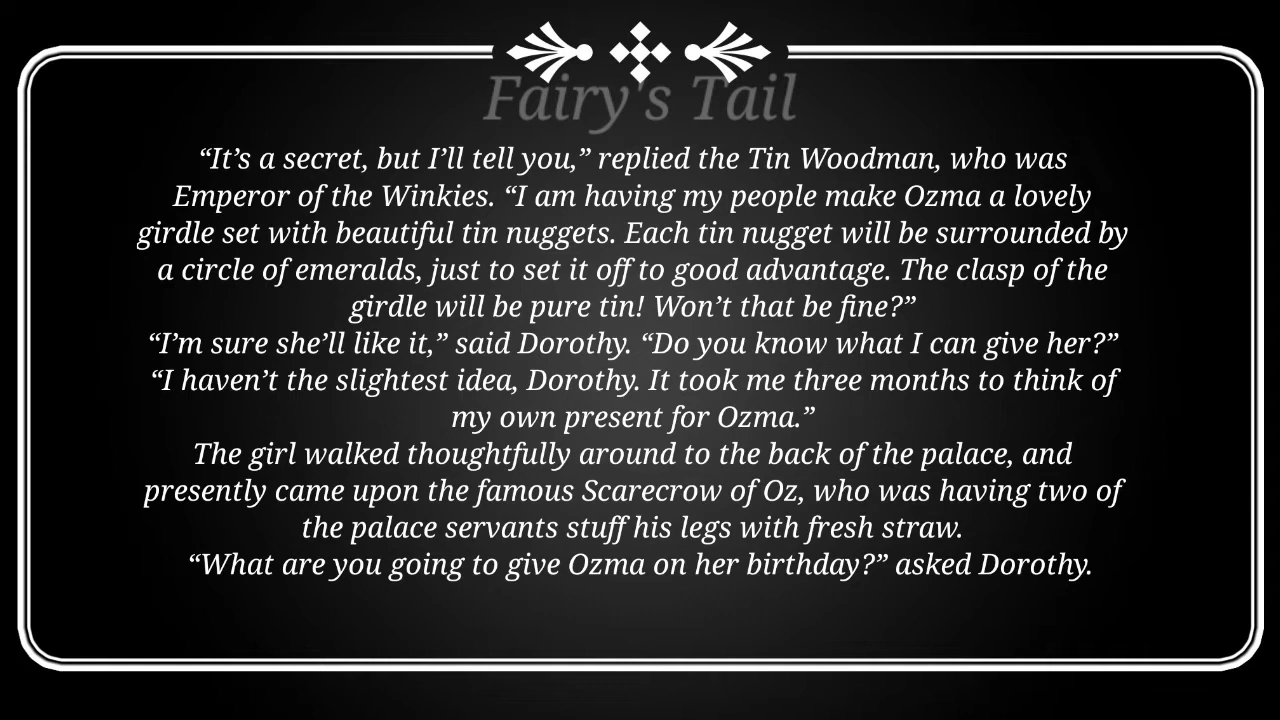 Fairy's Tail
“It’s a secret, but I’ll tell you,” replied the Tin Woodman, who was
Emperor of the Winkies. “I am having my people make Ozma a lovely
girdle set with beautiful tin nuggets. Each tin nugget will be surrounded by
a circle of emeralds, just to set it off to good advantage. The clasp of the
girdle will be pure tin! Won’t that be fine?”
“I’m sure she’ll like it,” said Dorothy. “Do you know what I can give her?”
“I haven’t the slightest idea, Dorothy. It took me three months to think of
my own present for Ozma.”
The girl walked thoughtfully around to the back of the palace, and
presently came upon the famous Scarecrow of Oz, who was having two of
the palace servants stuff his legs with fresh straw.
“What are you going to give Ozma on her birthday?” asked Dorothy.